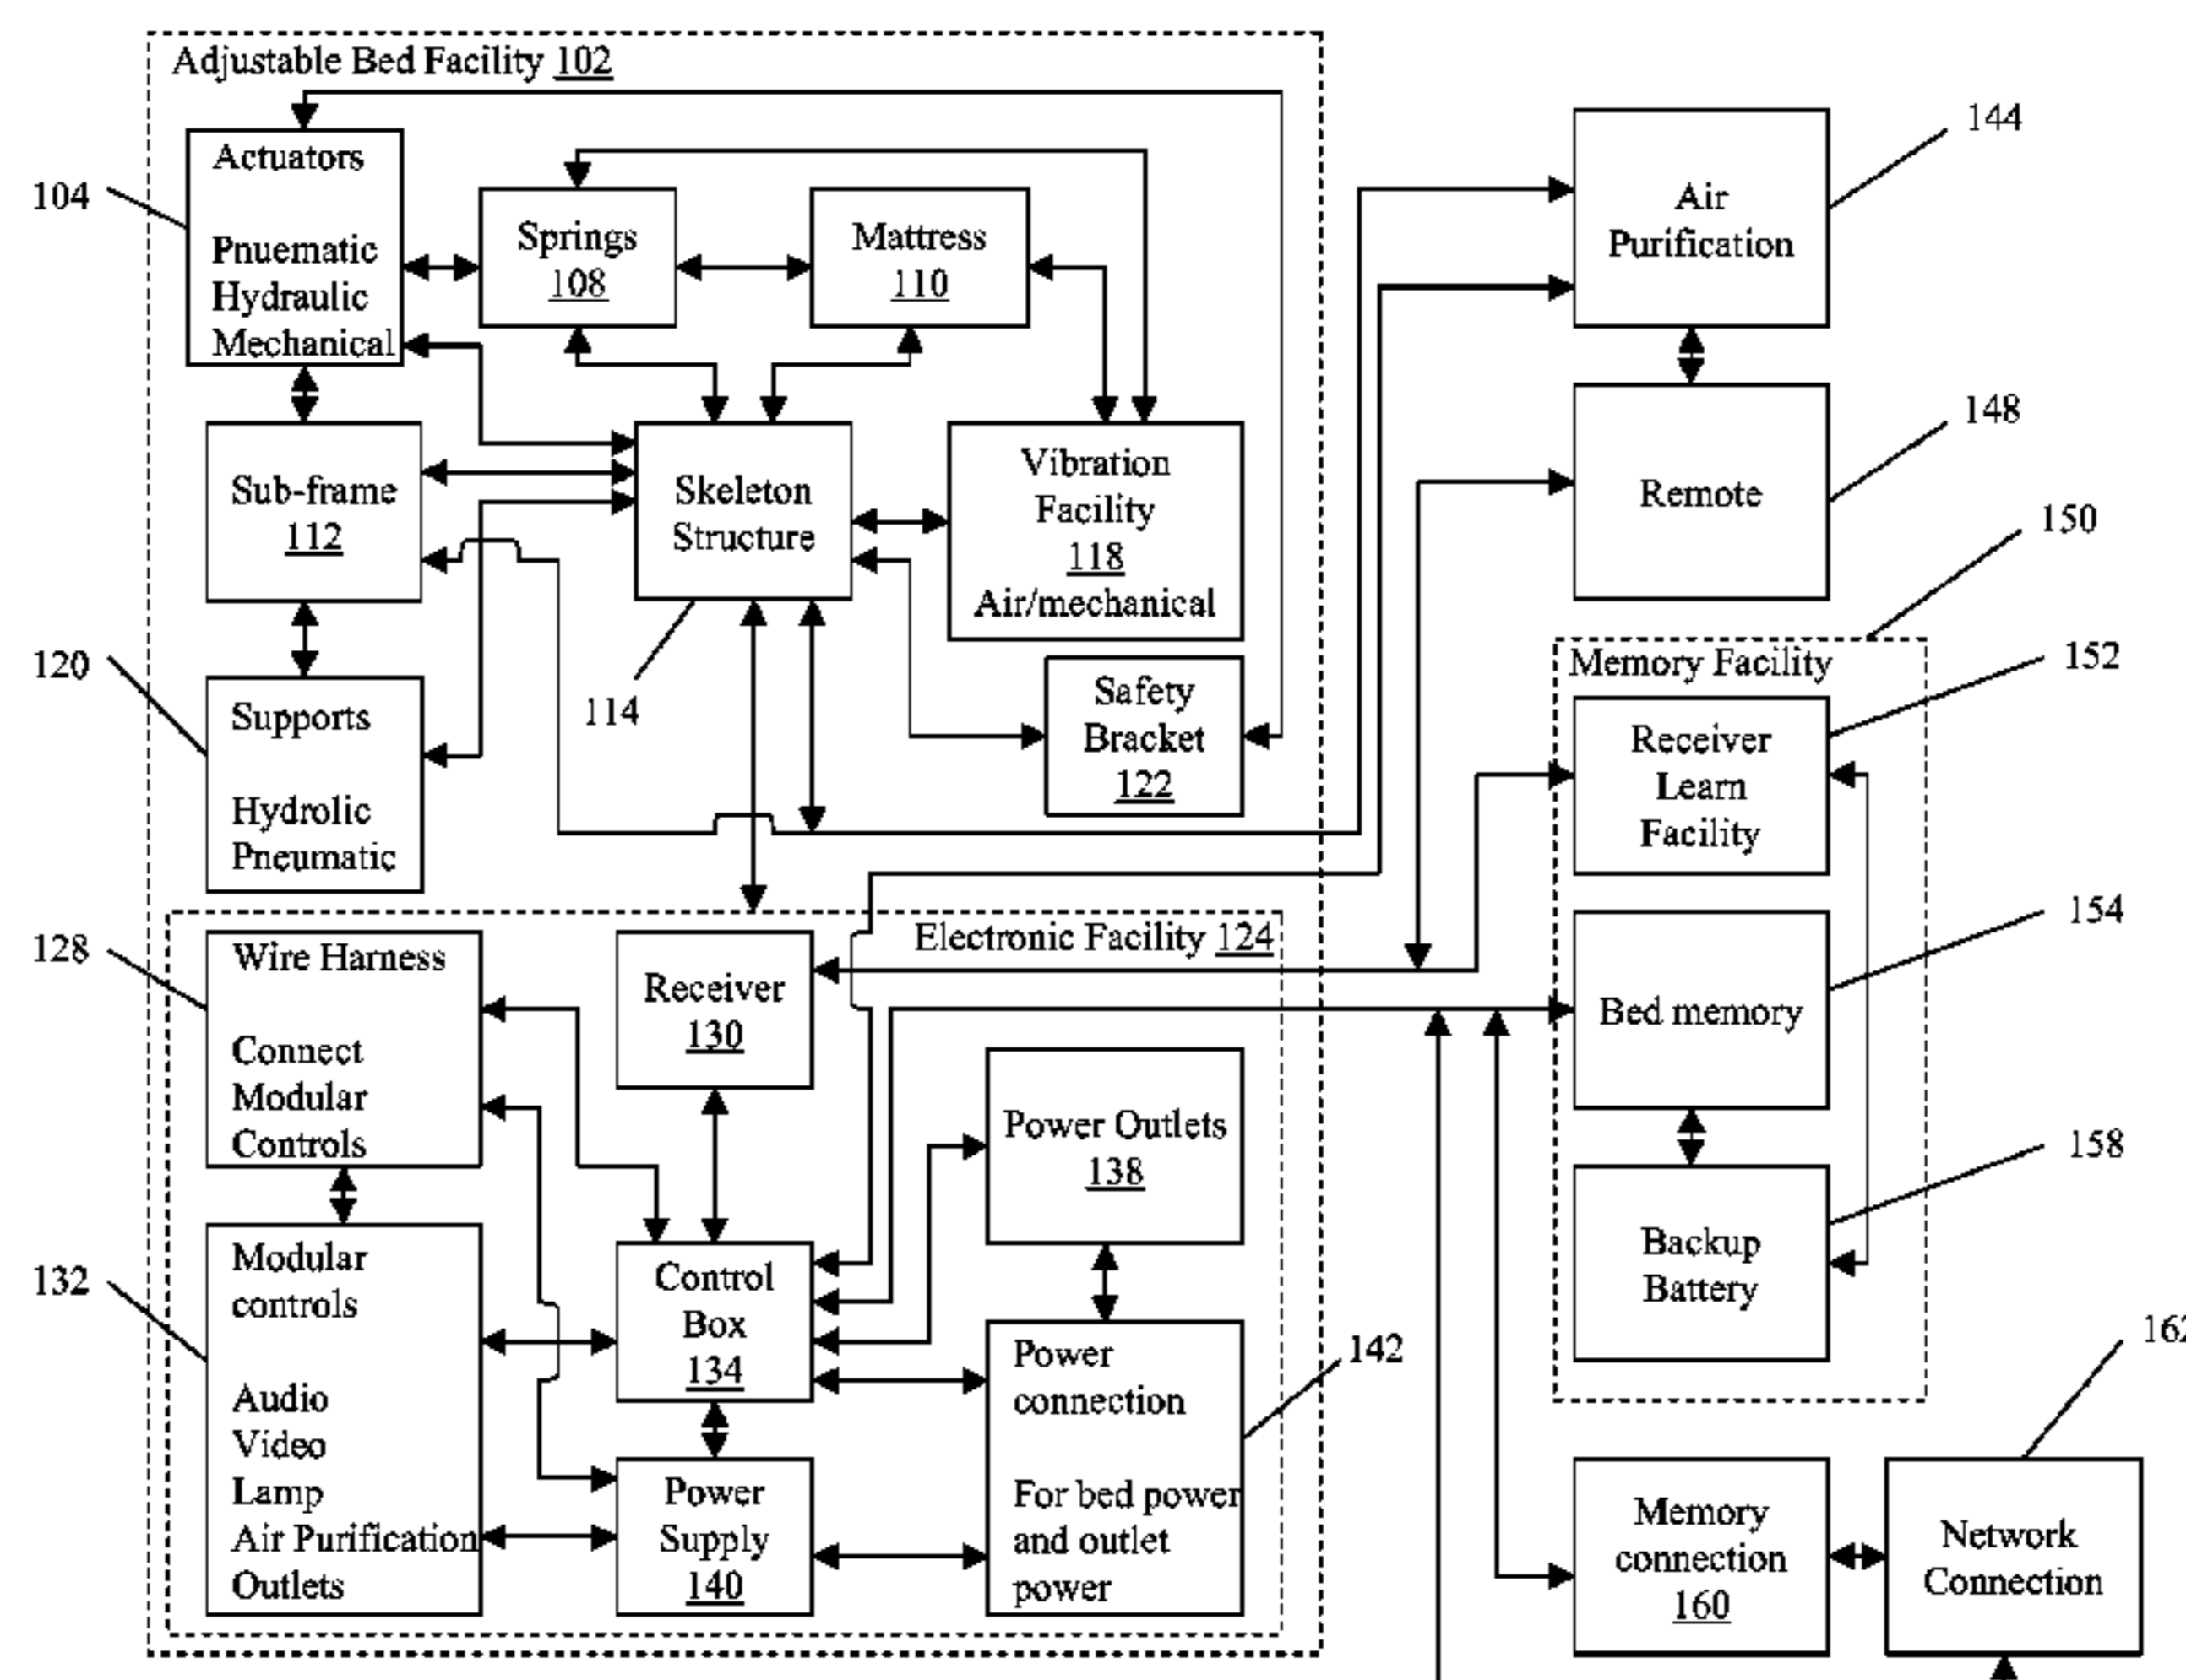 Adjustable Bed Facility 102
104
Actuators
Pnuematic
Hydraulic
Mechanical
Springs
108
Mattress
110
Sub-frame
112
Skeleton
Structure
114
Vibration
Facility
118
Air/mechanical
120
Supports
Hydrolic
Pneumatic
Safety
Bracket
122
Electronic Facility 124
128
Wire Harness
Connect
Modular
Controls
Receiver
130
132
Modular
controls
Audio
Video
Lamp
Air Purification
Outlets
Control
Box
134
Power Outlets
138
Power
Supply
140
Power
connection
For bed power
and outlet
power
142
Air
Purification
144
Remote
148
150
Memory Facility
Receiver
Learn
Facility
152
Bed memory
154
Backup
Battery
158
Memory
connection
160
Network
Connection
162